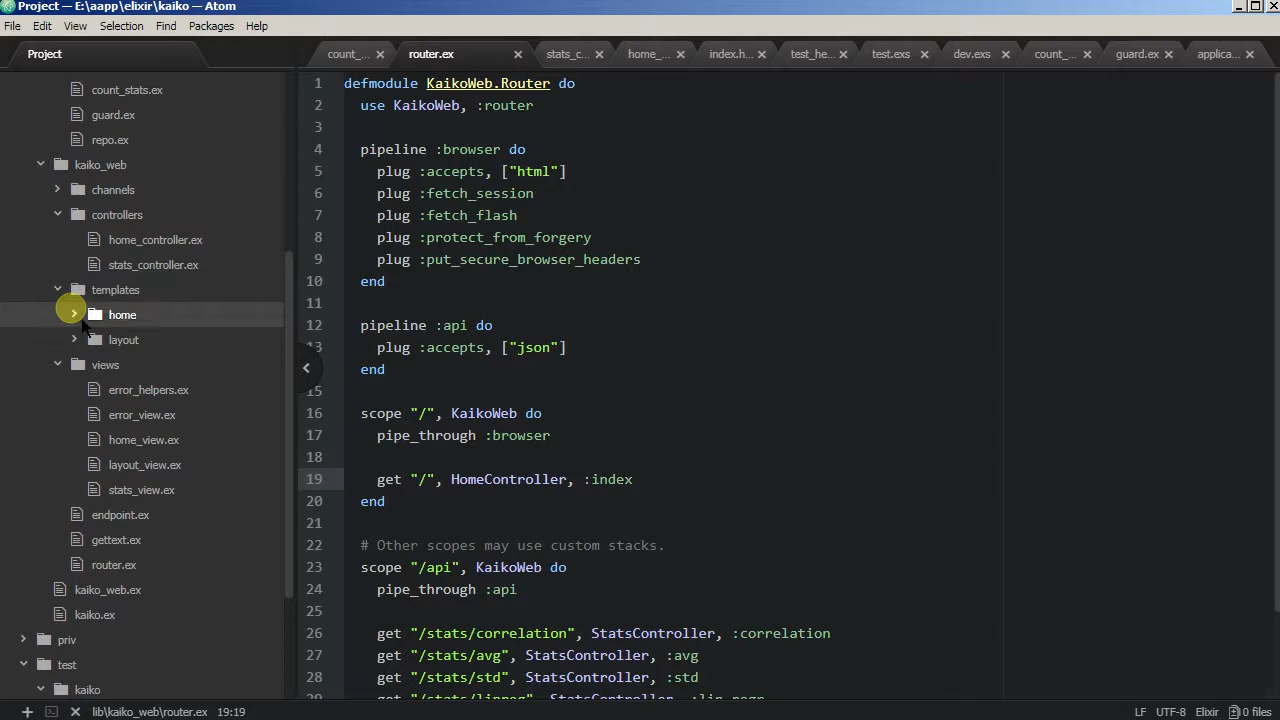 Project — E:\aapp\elixir\kaiko — Atom
File Edit View Selection Find Packages Help
Project
count_... router.ex stats_c... home_... index.h... test_he... test.exs dev.exs count_... guard.ex applica...
count_stats.ex
guard.ex
repo.ex
kaiko_web
channels
controllers
home_controller.ex
stats_controller.ex
templates
home
layout
views
error_helpers.ex
error_view.ex
home_view.ex
layout_view.ex
stats_view.ex
endpoint.ex
gettext.ex
router.ex
kaiko_web.ex
kaiko.ex
priv
test
kaiko
1 defmodule KaikoWeb.Router do
2 use KaikoWeb, :router
3
4 pipeline :browser do
5 plug :accepts, ["html"]
6 plug :fetch_session
7 plug :fetch_flash
8 plug :protect_from_forgery
9 plug :put_secure_browser_headers
10 end
11
12 pipeline :api do
13 plug :accepts, ["json"]
14 end
15
16 scope "/", KaikoWeb do
17 pipe_through :browser
18
19 get "/", HomeController, :index
20 end
21
22 # Other scopes may use custom stacks.
23 scope "/api", KaikoWeb do
24 pipe_through :api
25
26 get "/stats/correlation", StatsController, :correlation
27 get "/stats/avg", StatsController, :avg
28 get "/stats/std", StatsController, :std
29 get "/stats/linreg", StatsController, :lin_regr
lib\kaiko_web\router.ex 19:19 LF UTF-8 Elixir 0 files